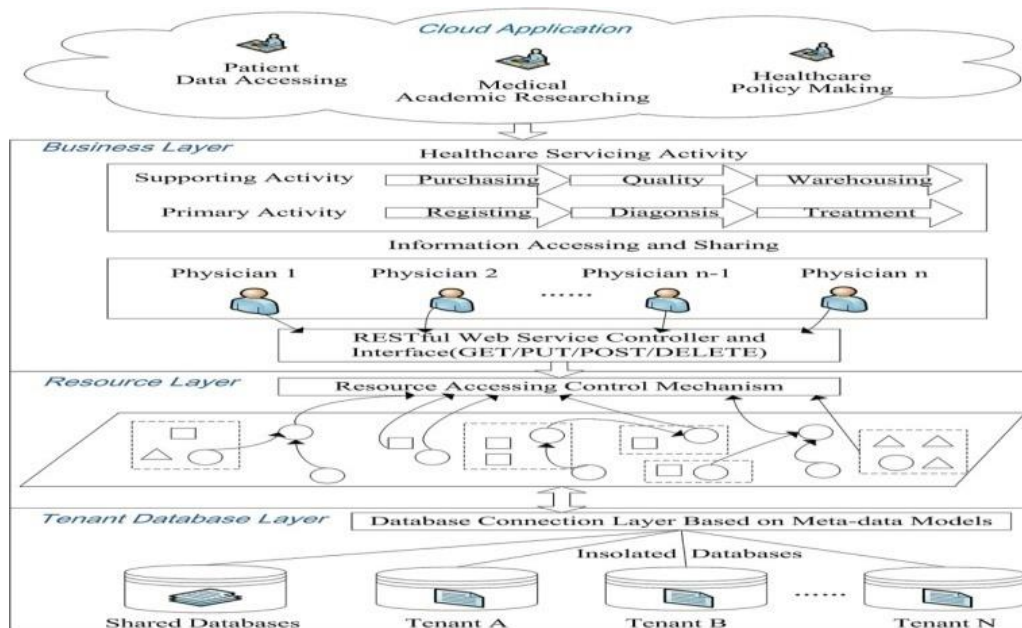 Cloud Application
Patient
Data Accessing
Medical
Academic Researching
Healthcare
Policy Making
Business Layer
Healthcare Servicing Activity
Supporting Activity
Purchasing
Quality
Warehousing
Primary Activity
Registing
Diagonsis
Treatment
Information Accessing and Sharing
Physician 1
Physician 2
Physician n-1
Physician n
......
RESTful Web Service Controller and
Interface(GET/PUT/POST/DELETE)
Resource Layer
Resource Accessing Control Mechanism
Tenant Database Layer
Database Connection Layer Based on Meta-data Models
Insolated Databases
......
Shared Databases
Tenant A
Tenant B
Tenant N